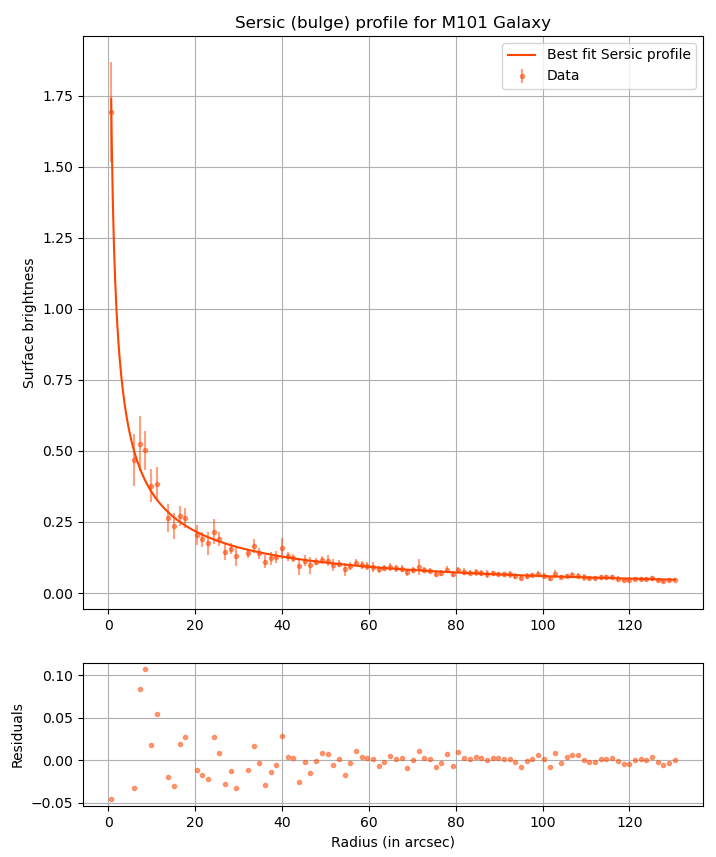 Sersic (bulge) profile for M101 Galaxy
Best fit Sersic profile
Data
Surface brightness
1.75
1.50
1.25
1.00
0.75
0.50
0.25
0.00
0 20 40 60 80 100 120
Residuals
0.10
0.05
0.00
−0.05
0 20 40 60 80 100 120
Radius (in arcsec)